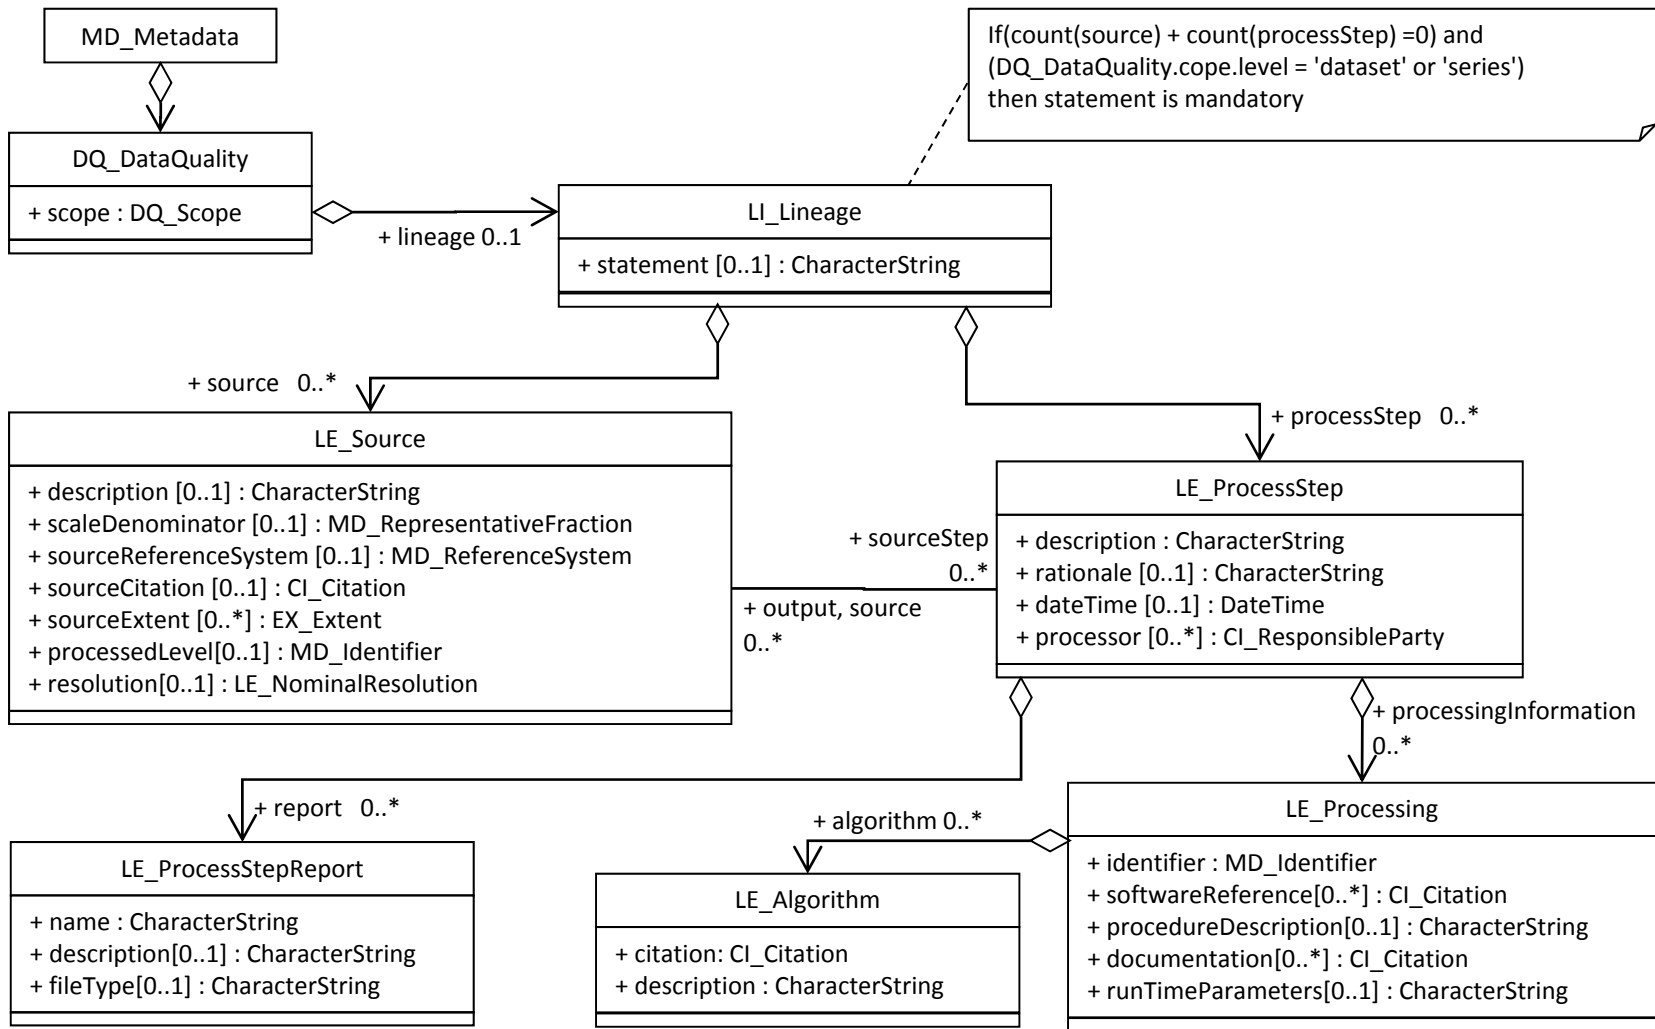 MD_Metadata
If(count(source) + count(processStep) =0) and
(DQ_DataQuality.cope.level = 'dataset' or 'series')
then statement is mandatory
DQ_DataQuality
+ scope : DQ_Scope
+ lineage 0..1
LI_Lineage
+ statement [0..1] : CharacterString
+ source 0..*
+ processStep 0..*
LE_Source
+ description [0..1] : CharacterString
+ scaleDenominator [0..1] : MD_RepresentativeFraction
+ sourceReferenceSystem [0..1] : MD_ReferenceSystem
+ sourceCitation [0..1] : CI_Citation
+ sourceExtent [0..*] : EX_Extent
+ processedLevel[0..1] : MD_Identifier
+ resolution[0..1] : LE_NominalResolution
+ sourceStep
0..*
+ output, source
0..*
LE_ProcessStep
+ description : CharacterString
+ rationale [0..1] : CharacterString
+ dateTime [0..1] : DateTime
+ processor [0..*] : CI_ResponsibleParty
+ processingInformation
0..*
+ report 0..*
+ algorithm 0..*
LE_ProcessStepReport
+ name : CharacterString
+ description[0..1] : CharacterString
+ fileType[0..1] : CharacterString
LE_Algorithm
+ citation: CI_Citation
+ description : CharacterString
LE_Processing
+ identifier : MD_Identifier
+ softwareReference[0..*] : CI_Citation
+ procedureDescription[0..1] : CharacterString
+ documentation[0..*] : CI_Citation
+ runTimeParameters[0..1] : CharacterString